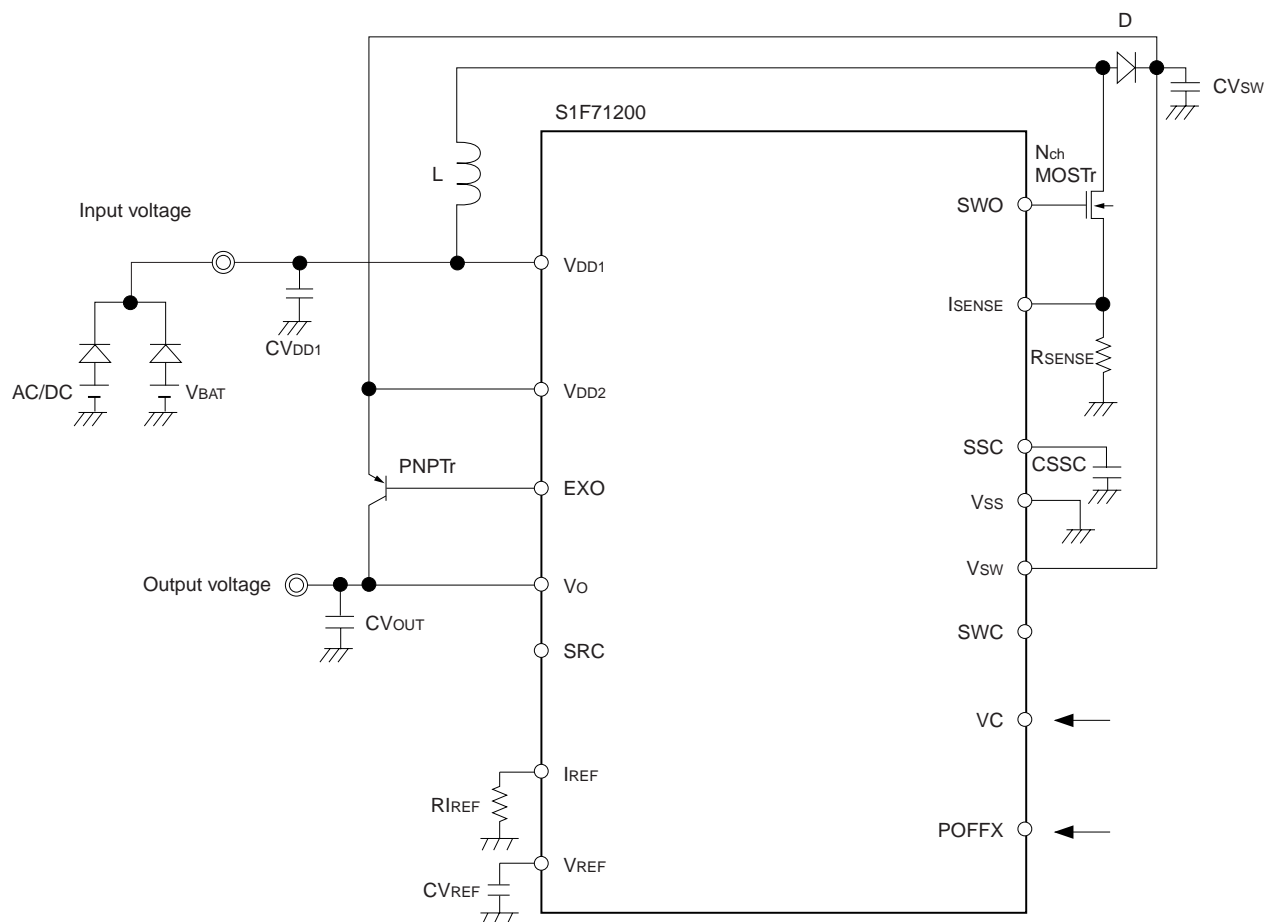 D
CVSW
S1F71200
Nch
MOSTr
L
SWO
Input voltage
VDD1
ISENSE
CVDD1
RSENSE
AC/DC
VBAT
VDD2
SSC
CSSC
PNPTr
EXO
VSS
Output voltage
VO
VSW
CVOUT
SWC
SRC
VC
IREF
RIREF
POFFX
VREF
CVREF